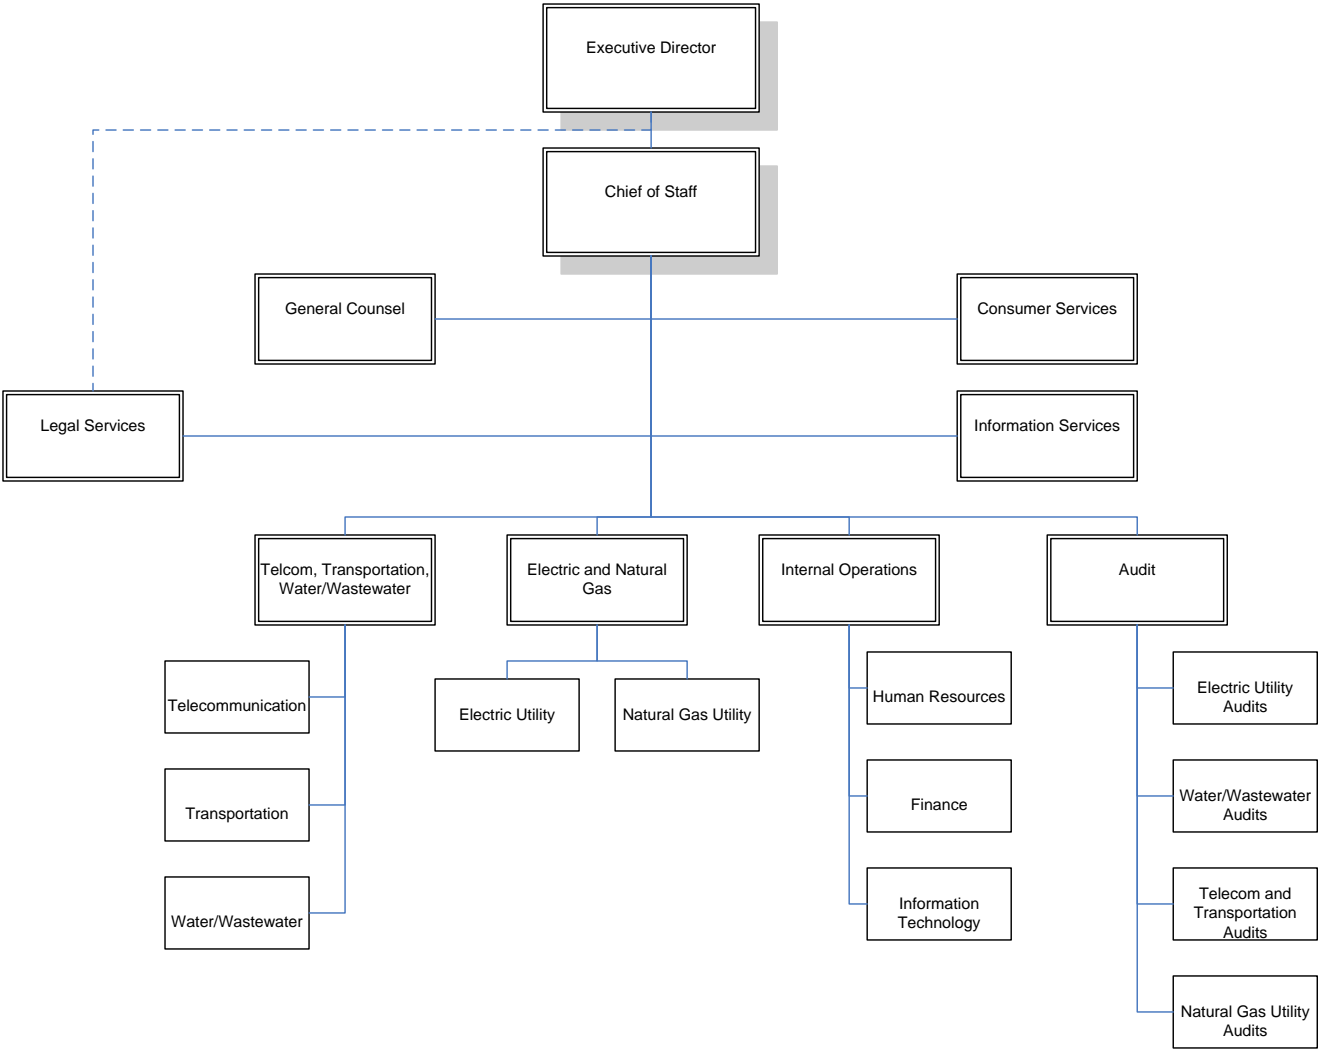 Executive Director
Chief of Staff
General Counsel
Consumer Services
Legal Services
Information Services
Telcom, Transportation,
Water/Wastewater
Electric and Natural
Gas
Internal Operations
Audit
Telecommunication
Transportation
Water/Wastewater
Electric Utility
Natural Gas Utility
Human Resources
Finance
Information
Technology
Electric Utility
Audits
Water/Wastewater
Audits
Telecom and
Transportation
Audits
Natural Gas Utility
Audits